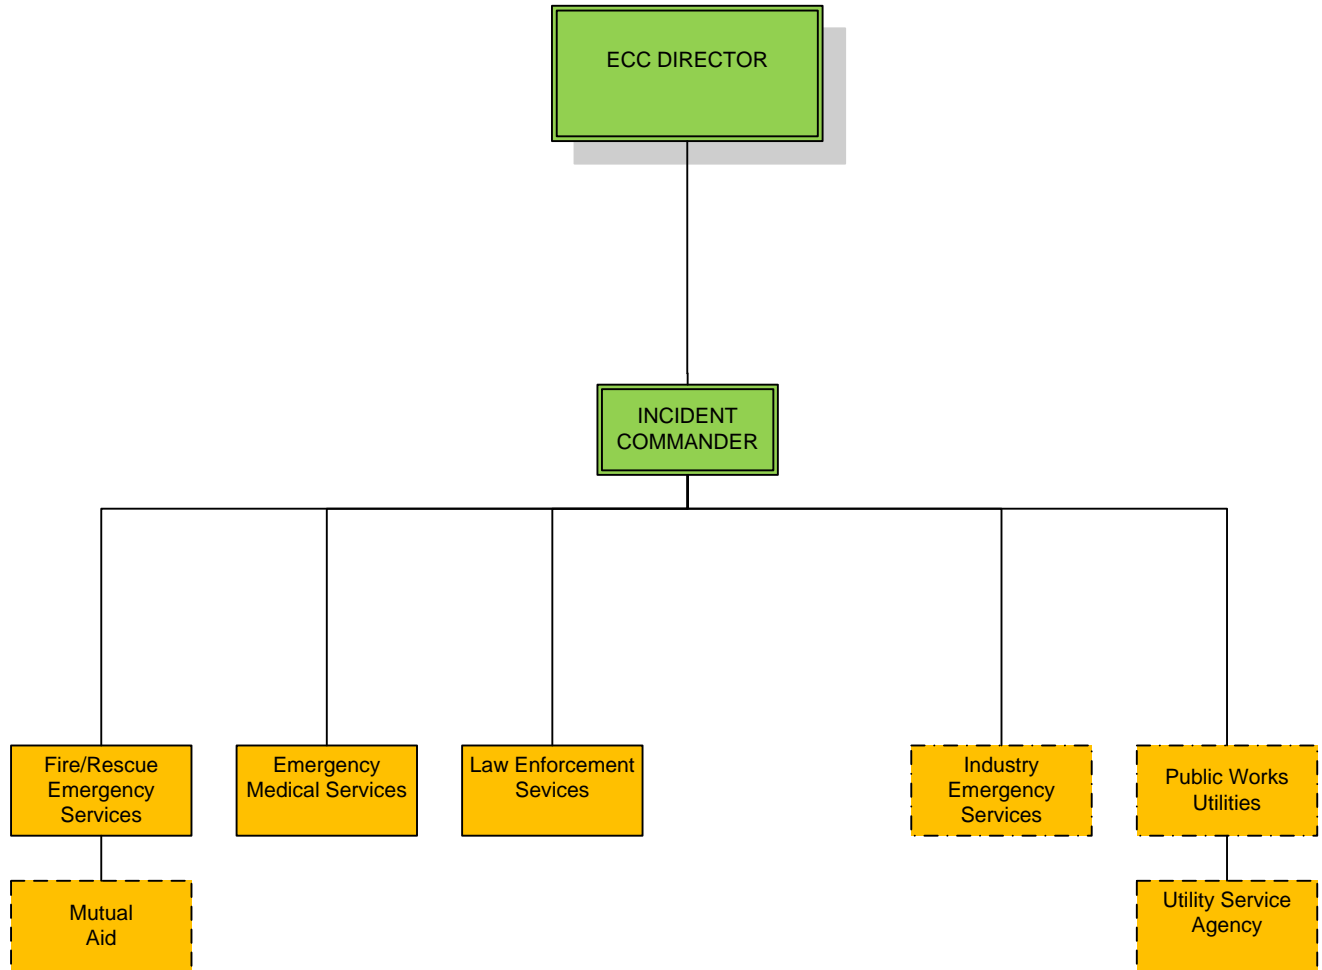 ECC DIRECTOR
INCIDENT
COMMANDER
Fire/Rescue
Emergency
Services
Emergency
Medical Services
Law Enforcement
Sevices
Industry
Emergency
Services
Public Works
Utilities
Mutual
Aid
Utility Service
Agency